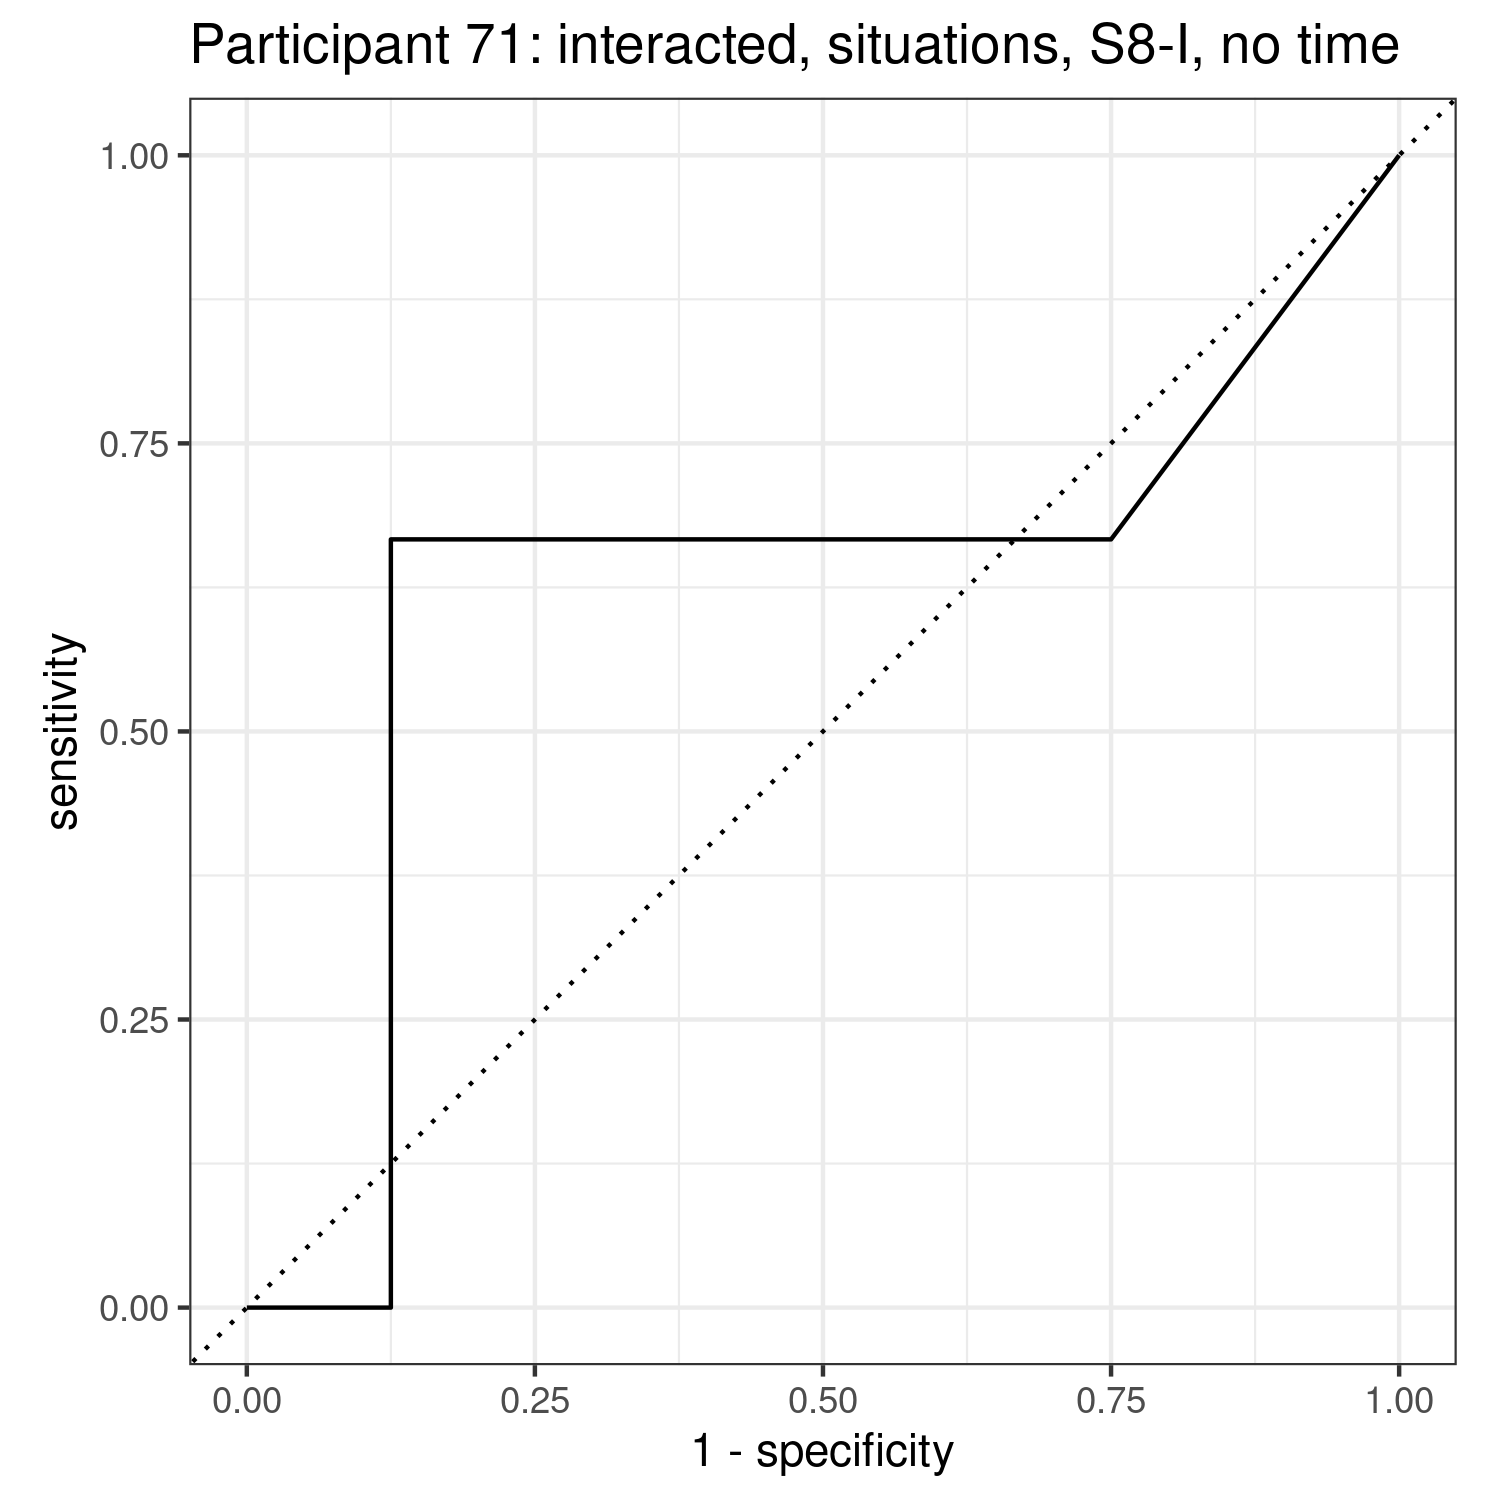 Participant 71: interacted, situations, S8-I, no time
1.00
0.75
0.50
0.25
0.00
sensitivity
0.00 0.25 0.50 0.75 1.00
1 - specificity